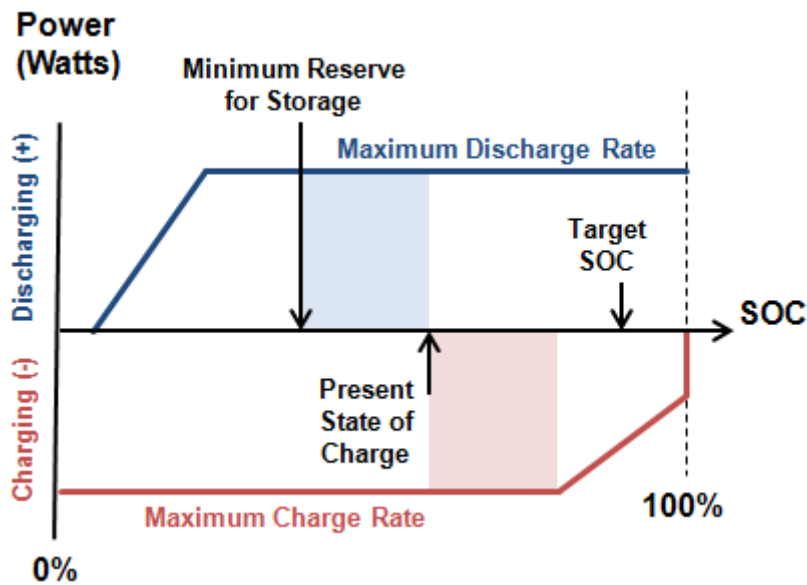 Power
(Watts)
Minimum Reserve
for Storage
Discharging (+)
Maximum Discharge Rate
Target
SOC
SOC
Present
State of
Charge
Charging (-)
Maximum Charge Rate
100%
0%